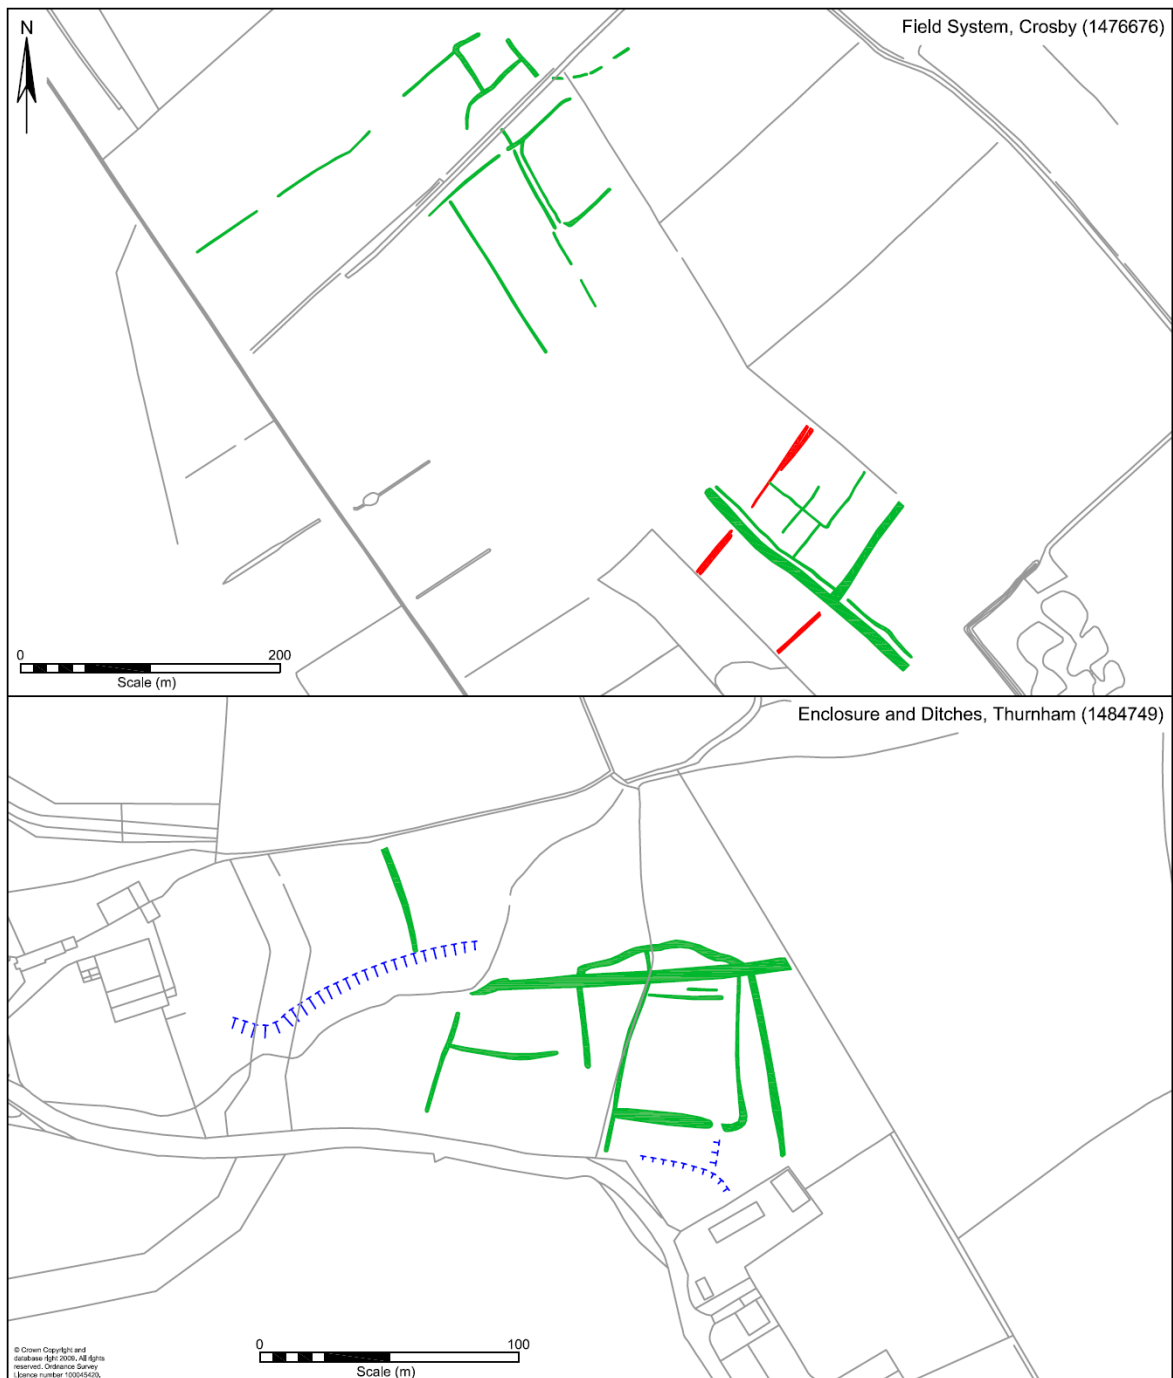 Field System, Crosby (1476676)
N
0 200
Scale (m)
Enclosure and Ditches, Thurnham (1484749)
0 100
Scale (m)
© Crown Copyright and
database right 2009. All rights
reserved. Ordnance Survey
Licence number 100045420.